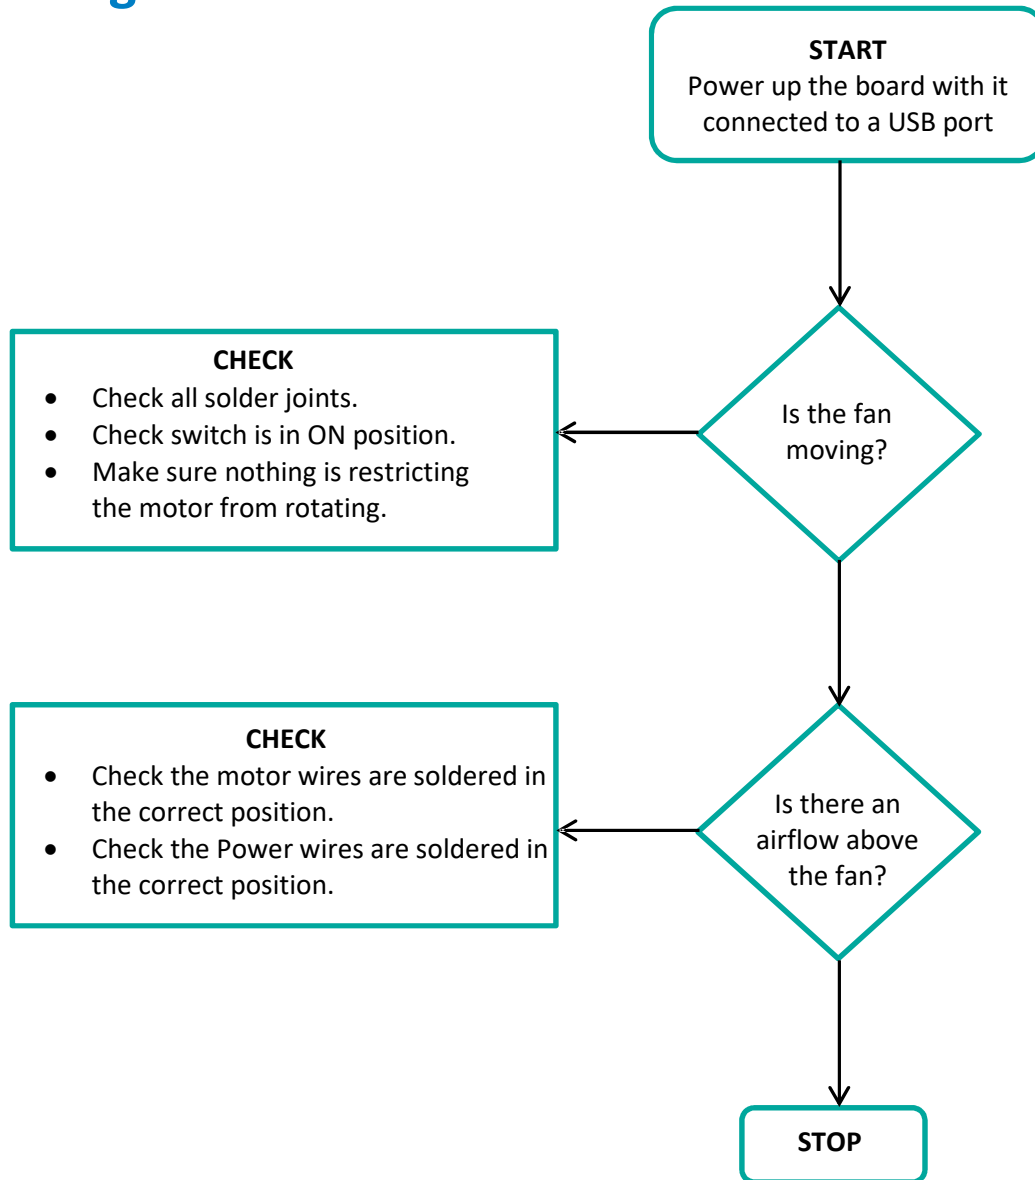 g
START
Power up the board with it
connected to a USB port
Is the fan
moving?
CHECK
• Check all solder joints.
• Check switch is in ON position.
• Make sure nothing is restricting
the motor from rotating.
Is there an
airflow above
the fan?
CHECK
• Check the motor wires are soldered in
the correct position.
• Check the Power wires are soldered in
the correct position.
STOP